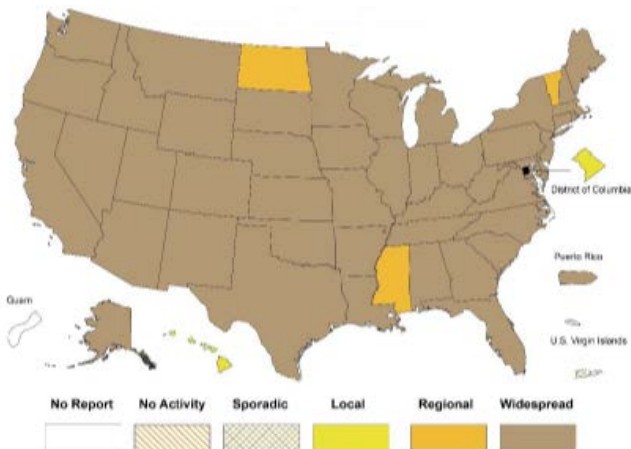 District of Columbia
Puerto Rico
Guam
U.S. Virgin Islands
No Report
No Activity
Sporadic
Local
Regional
Widespread